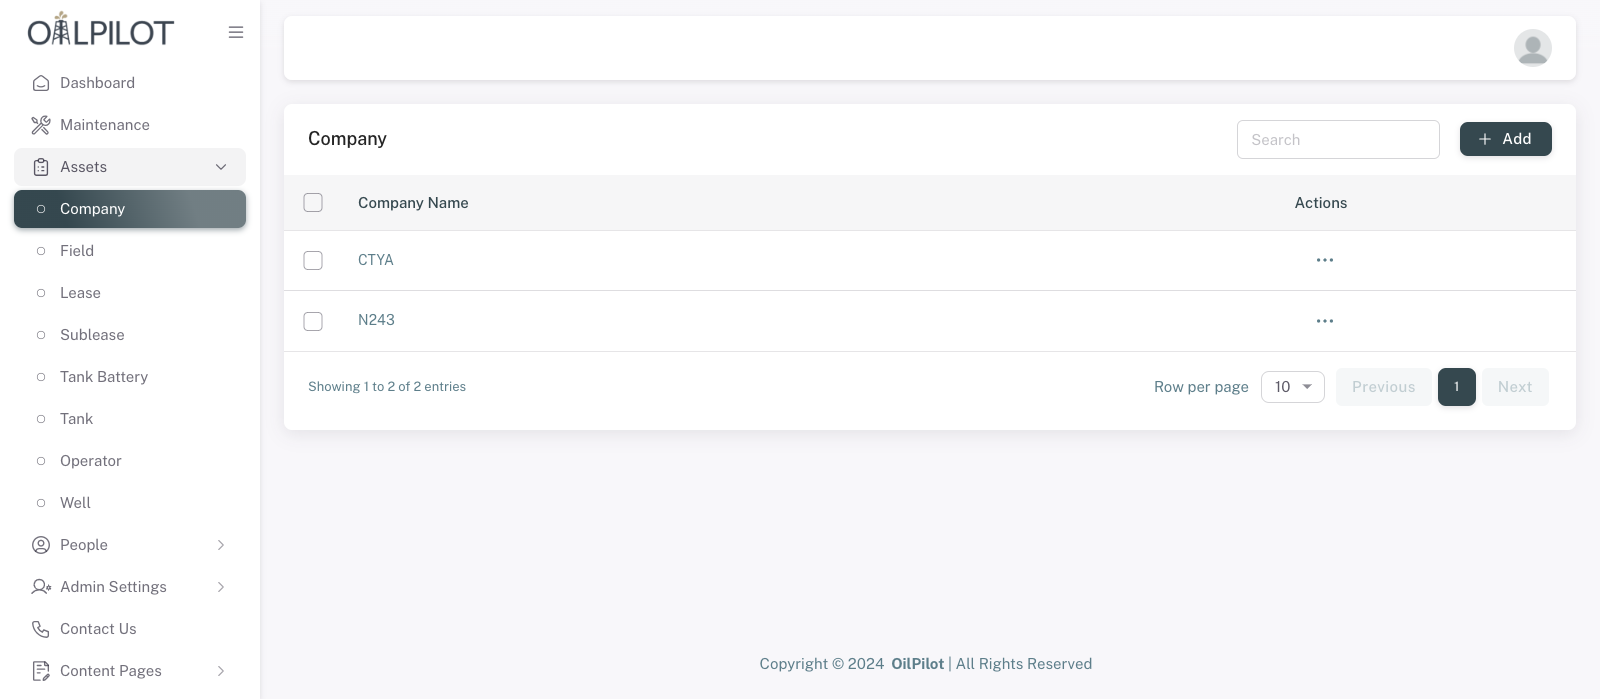 OILPILOT
Dashboard
Maintenance
Assets
Company
Field
Lease
Sublease
Tank Battery
Tank
Operator
Well
People
Admin Settings
Contact Us
Content Pages
Company
Search
Add
Company Name
Actions
CTYA
N243
Showing 1 to 2 of 2 entries
Row per page
10
Previous
1
Next
Copyright © 2024 OilPilot | All Rights Reserved